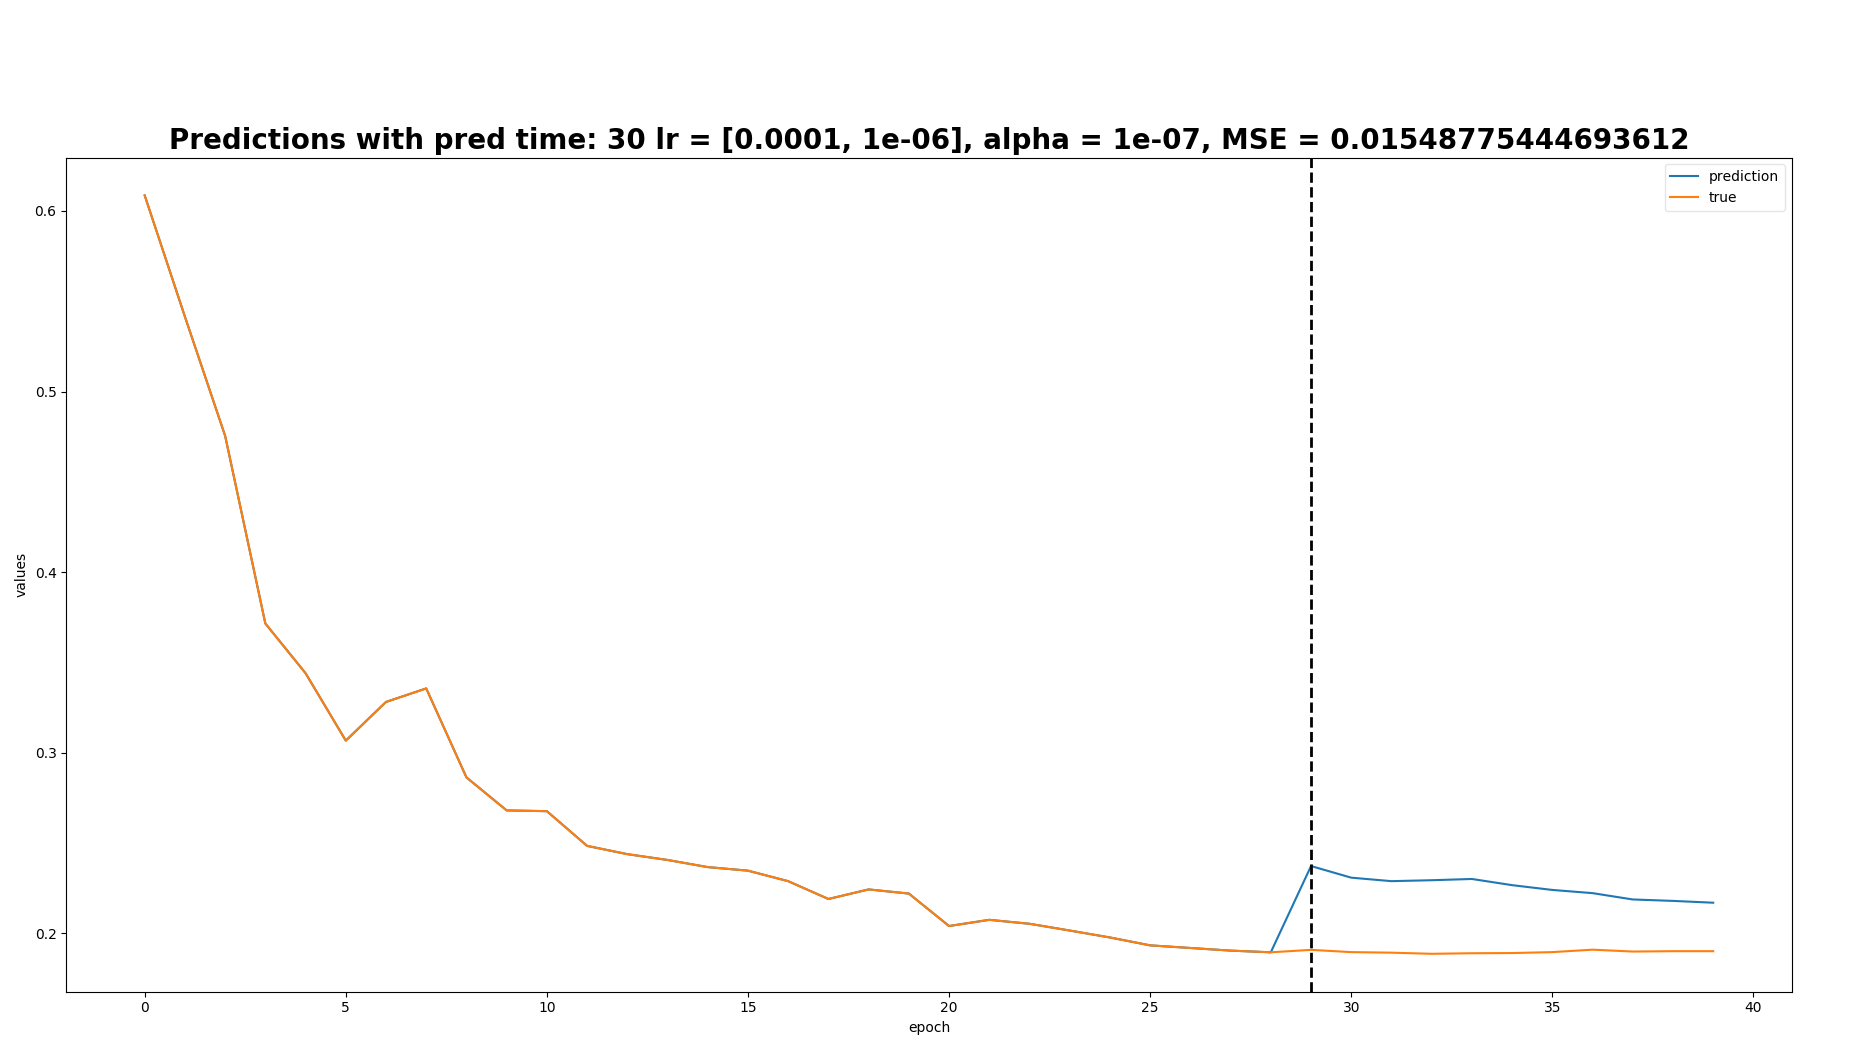 Predictions with pred time: 30 lr = [0.0001, 1e-06], alpha = 1e-07, MSE = 0.01548775444693612
prediction
true
0.6
0.5
0.4
0.3
0.2
values
0 5 10 15 20 25 30 35 40
epoch